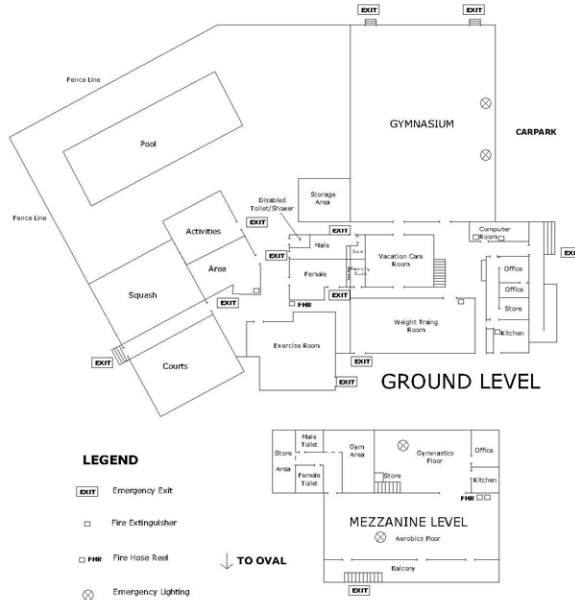 EXIT
EXIT
Fence Line
GYMNASIUM
CARPARK
Pool
Disabled
Toilet/Shower
Storage
Area
Fence Line
Activities
EXIT
EXIT
Male
Computer
Room
EXIT
Area
EXIT
Female
Vacation Care
Room
Office
Office
Squash
EXIT
EXIT
FHR
Store
Weight Traing
Room
Kitchen
Exercise Room
EXIT
EXIT
Courts
EXIT
GROUND LEVEL
Male
Toilet
Gym
Area
Gymnastics
Floor
Office
Store
Area
Female
Toilet
Store
Kitchen
FHR
MEZZANINE LEVEL
Aerobics Floor
Balcony
EXIT
LEGEND
EXIT Emergency Exit
Fire Extinguisher
FHR Fire Hose Reel
TO OVAL
Emergency Lighting